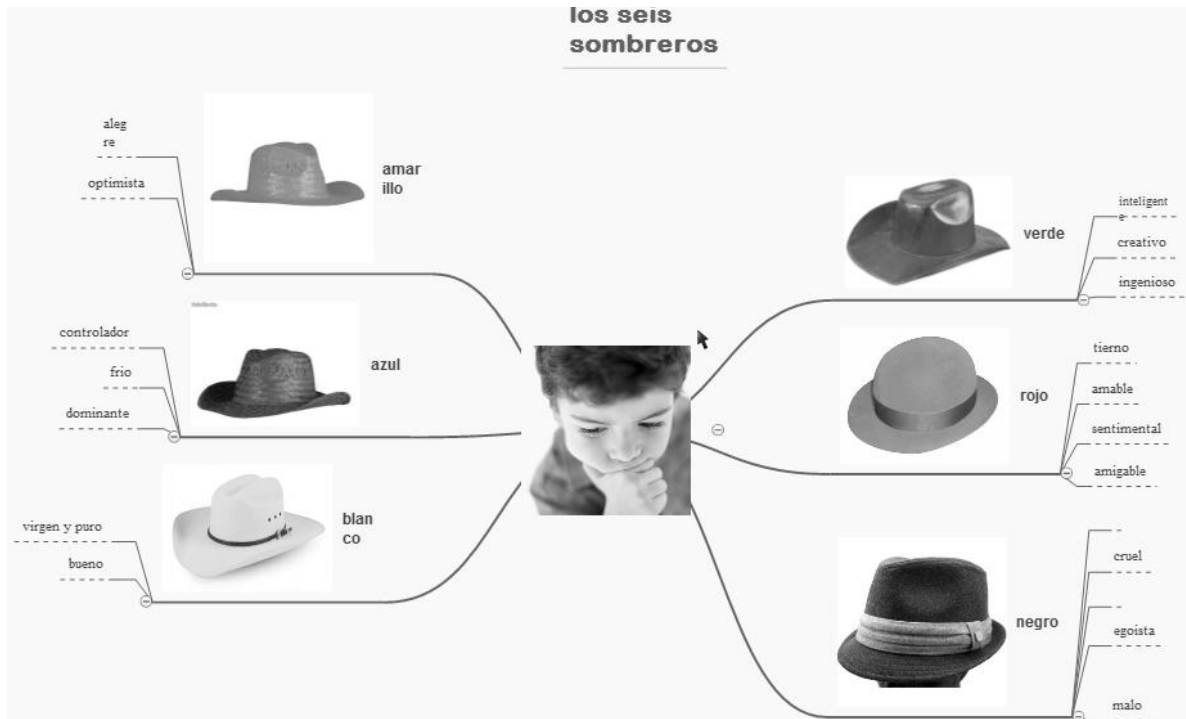 los seis
sombreros
aleg
re
optimista
amar
illo
controlador
frio
dominante
azul
virgen y puro
bueno
blan
co
verde
inteligent
e
creativo
ingenioso
rojo
tierno
amable
sentimental
amigable
negro
cruel
egoista
malo